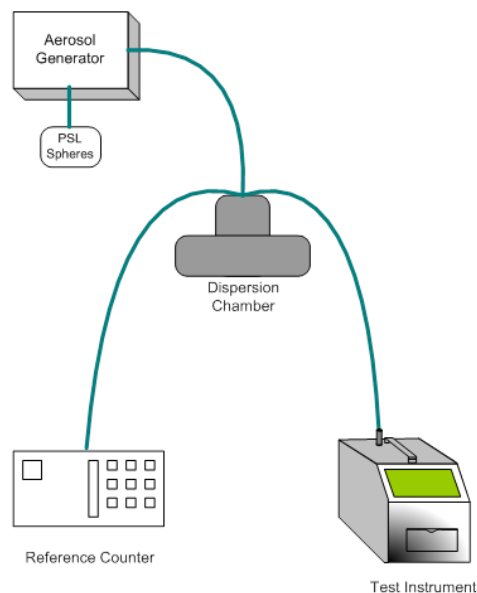 Aerosol
Generator
PSL
Spheres
Dispersion
Chamber
Reference Counter
Test Instrument